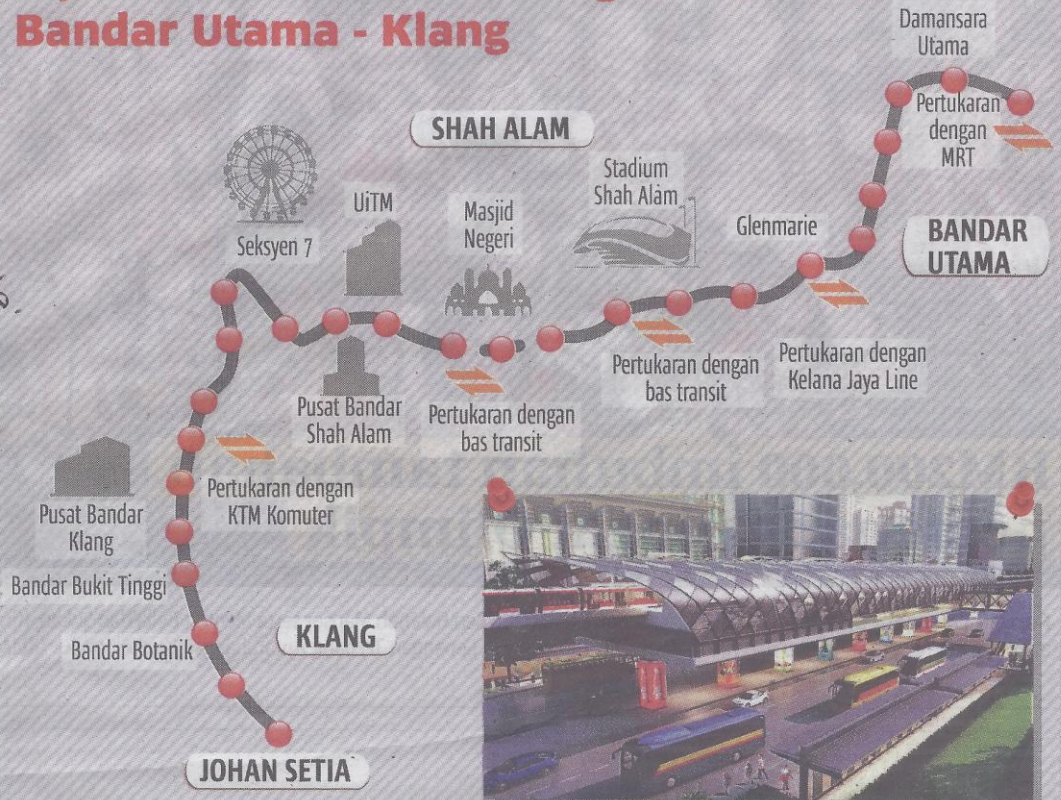 Bandar Utama - Klang
Damansara
Utama
Pertukaran
dengan
MRT
SHAH ALAM
Stadium
Shah Alam
UiTM
Masjid
Negeri
Seksyen 7
Glenmarie
BANDAR
UTAMA
Pertukaran dengan
Kelana Jaya Line
Pertukaran dengan
bas transit
Pusat Bandar
Shah Alam
Pertukaran dengan
bas transit
Pertukaran dengan
KTM Komuter
Pusat Bandar
Klang
Bandar Bukit Tinggi
KLANG
Bandar Botanik
JOHAN SETIA